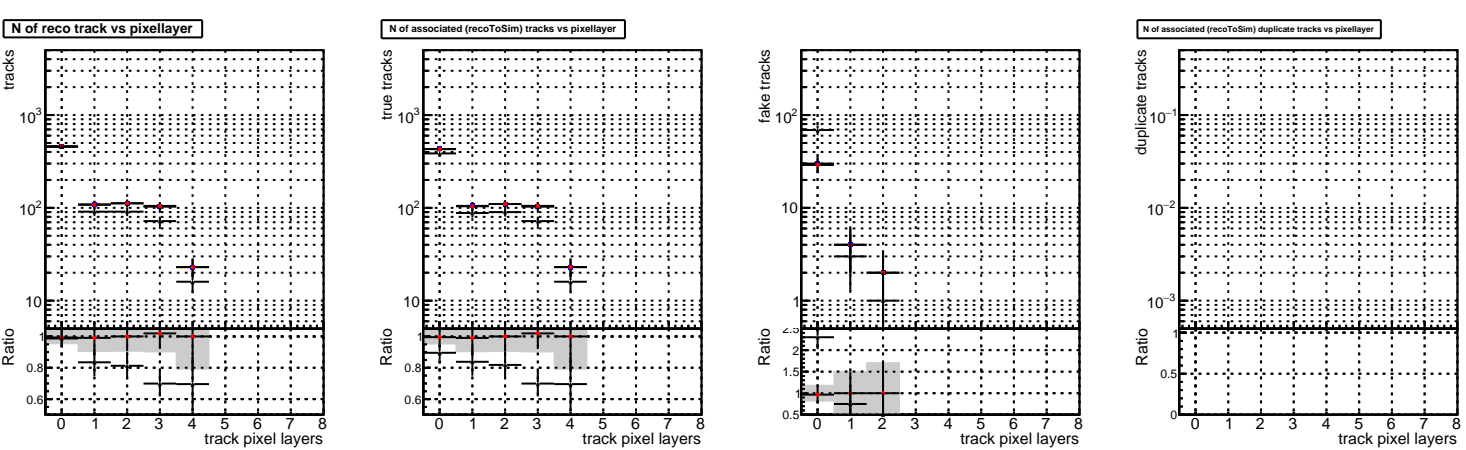 N of reco track vs pixellayer
tracks
10³
10²
10
Ratio
1
0.8
0.6
0 1 2 3 4 5 6 7 8
track pixel layers
N of associated (recoToSim) tracks vs pixellayer
true tracks
10³
10²
10
Ratio
1
0.8
0.6
0 1 2 3 4 5 6 7 8
track pixel layers
fake tracks
10²
10
1
Ratio
2.5
2
1.5
1
0.5
0 1 2 3 4 5 6 7 8
track pixel layers
N of associated (recoToSim) duplicate tracks vs pixellayer
duplicate tracks
10⁻¹
10⁻²
10⁻³
Ratio
1
0.5
0
0 1 2 3 4 5 6 7 8
track pixel layers